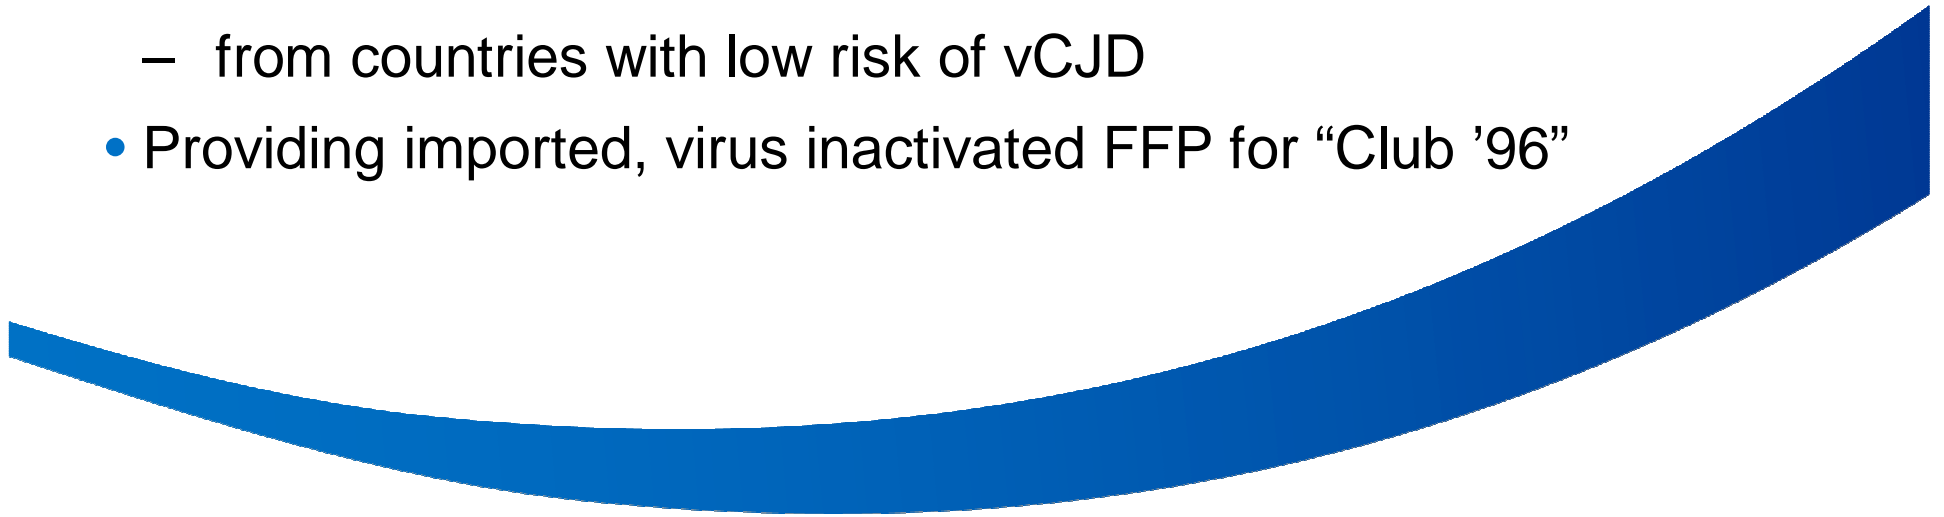 – from countries with low risk of vCJD
• Providing imported, virus inactivated FFP for “Club ’96”